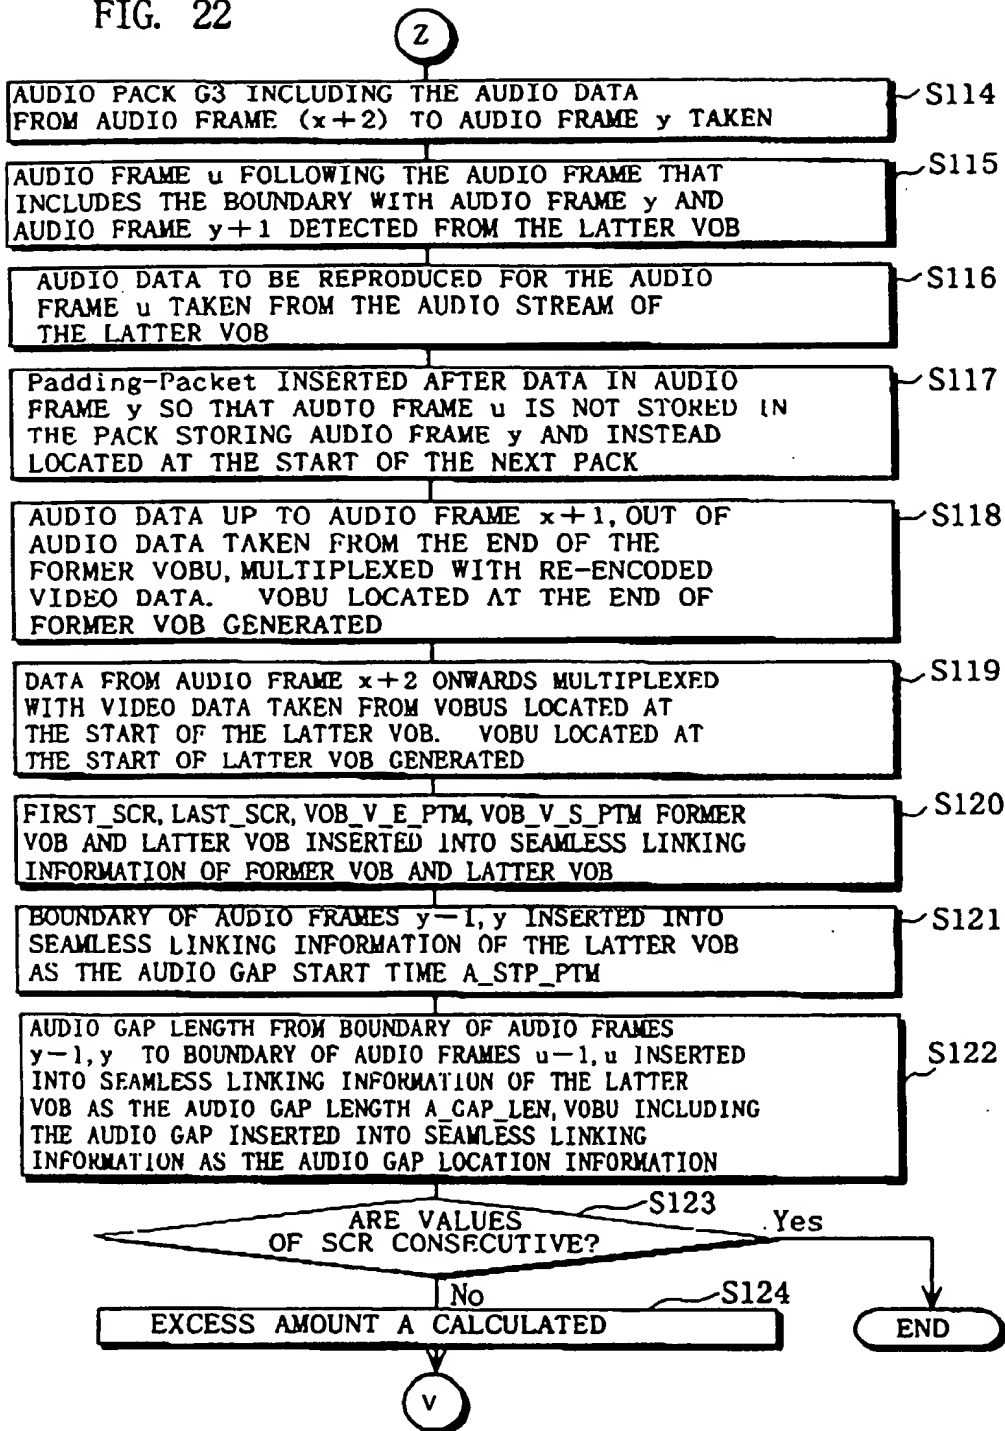 FIG. 22
Z
AUDIO PACK G3 INCLUDING THE AUDIO DATA
FROM AUDIO FRAME (x+2) TO AUDIO FRAME y TAKEN
S114
AUDIO FRAME u FOLLOWING THE AUDIO FRAME THAT
INCLUDES THE BOUNDARY WITH AUDIO FRAME y AND
AUDIO FRAME y+1 DETECTED FROM THE LATTER VOB
S115
AUDIO DATA TO BE REPRODUCED FOR THE AUDIO
FRAME u TAKEN FROM THE AUDIO STREAM OF
THE LATTER VOB
S116
Padding-Packet INSERTED AFTER DATA IN AUDIO
FRAME y SO THAT AUDIO FRAME u IS NOT STORED IN
THE PACK STORING AUDIO FRAME y AND INSTEAD
LOCATED AT THE START OF THE NEXT PACK
S117
AUDIO DATA UP TO AUDIO FRAME x+1, OUT OF
AUDIO DATA TAKEN FROM THE END OF THE
FORMER VOBU, MULTIPLEXED WITH RE-ENCODED
VIDEO DATA. VOBU LOCATED AT THE END OF
FORMER VOB GENERATED
S118
DATA FROM AUDIO FRAME x+2 ONWARDS MULTIPLEXED
WITH VIDEO DATA TAKEN FROM VOBUS LOCATED AT
THE START OF THE LATTER VOB. VOBU LOCATED AT
THE START OF LATTER VOB GENERATED
S119
FIRST_SCR, LAST_SCR, VOB_V_E_PTM, VOB_V_S_PTM FORMER
VOB AND LATTER VOB INSERTED INTO SEAMLESS LINKING
INFORMATION OF FORMER VOB AND LATTER VOB
S120
BOUNDARY OF AUDIO FRAMES y-1, y INSERTED INTO
SEAMLESS LINKING INFORMATION OF THE LATTER VOB
AS THE AUDIO GAP START TIME A_STP_PTM
S121
AUDIO GAP LENGTH FROM BOUNDARY OF AUDIO FRAMES
y-1, y TO BOUNDARY OF AUDIO FRAMES u-1, u INSERTED
INTO SEAMLESS LINKING INFORMATION OF THE LATTER
VOB AS THE AUDIO GAP LENGTH A_GAP_LEN, VOBU INCLUDING
THE AUDIO GAP INSERTED INTO SEAMLESS LINKING
INFORMATION AS THE AUDIO GAP LOCATION INFORMATION
S122
S123
ARE VALUES
OF SCR CONSECUTIVE?
Yes
No
S124
EXCESS AMOUNT A CALCULATED
END
V